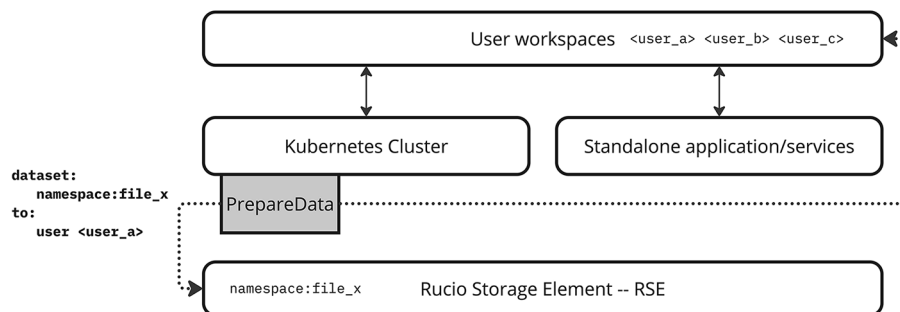 User workspaces <user_a> <user_b> <user_c>
Kubernetes Cluster
Standalone application/services
dataset:
namespace:file_x
to:
user <user_a>
PrepareData
namespace:file_x Rucio Storage Element -- RSE